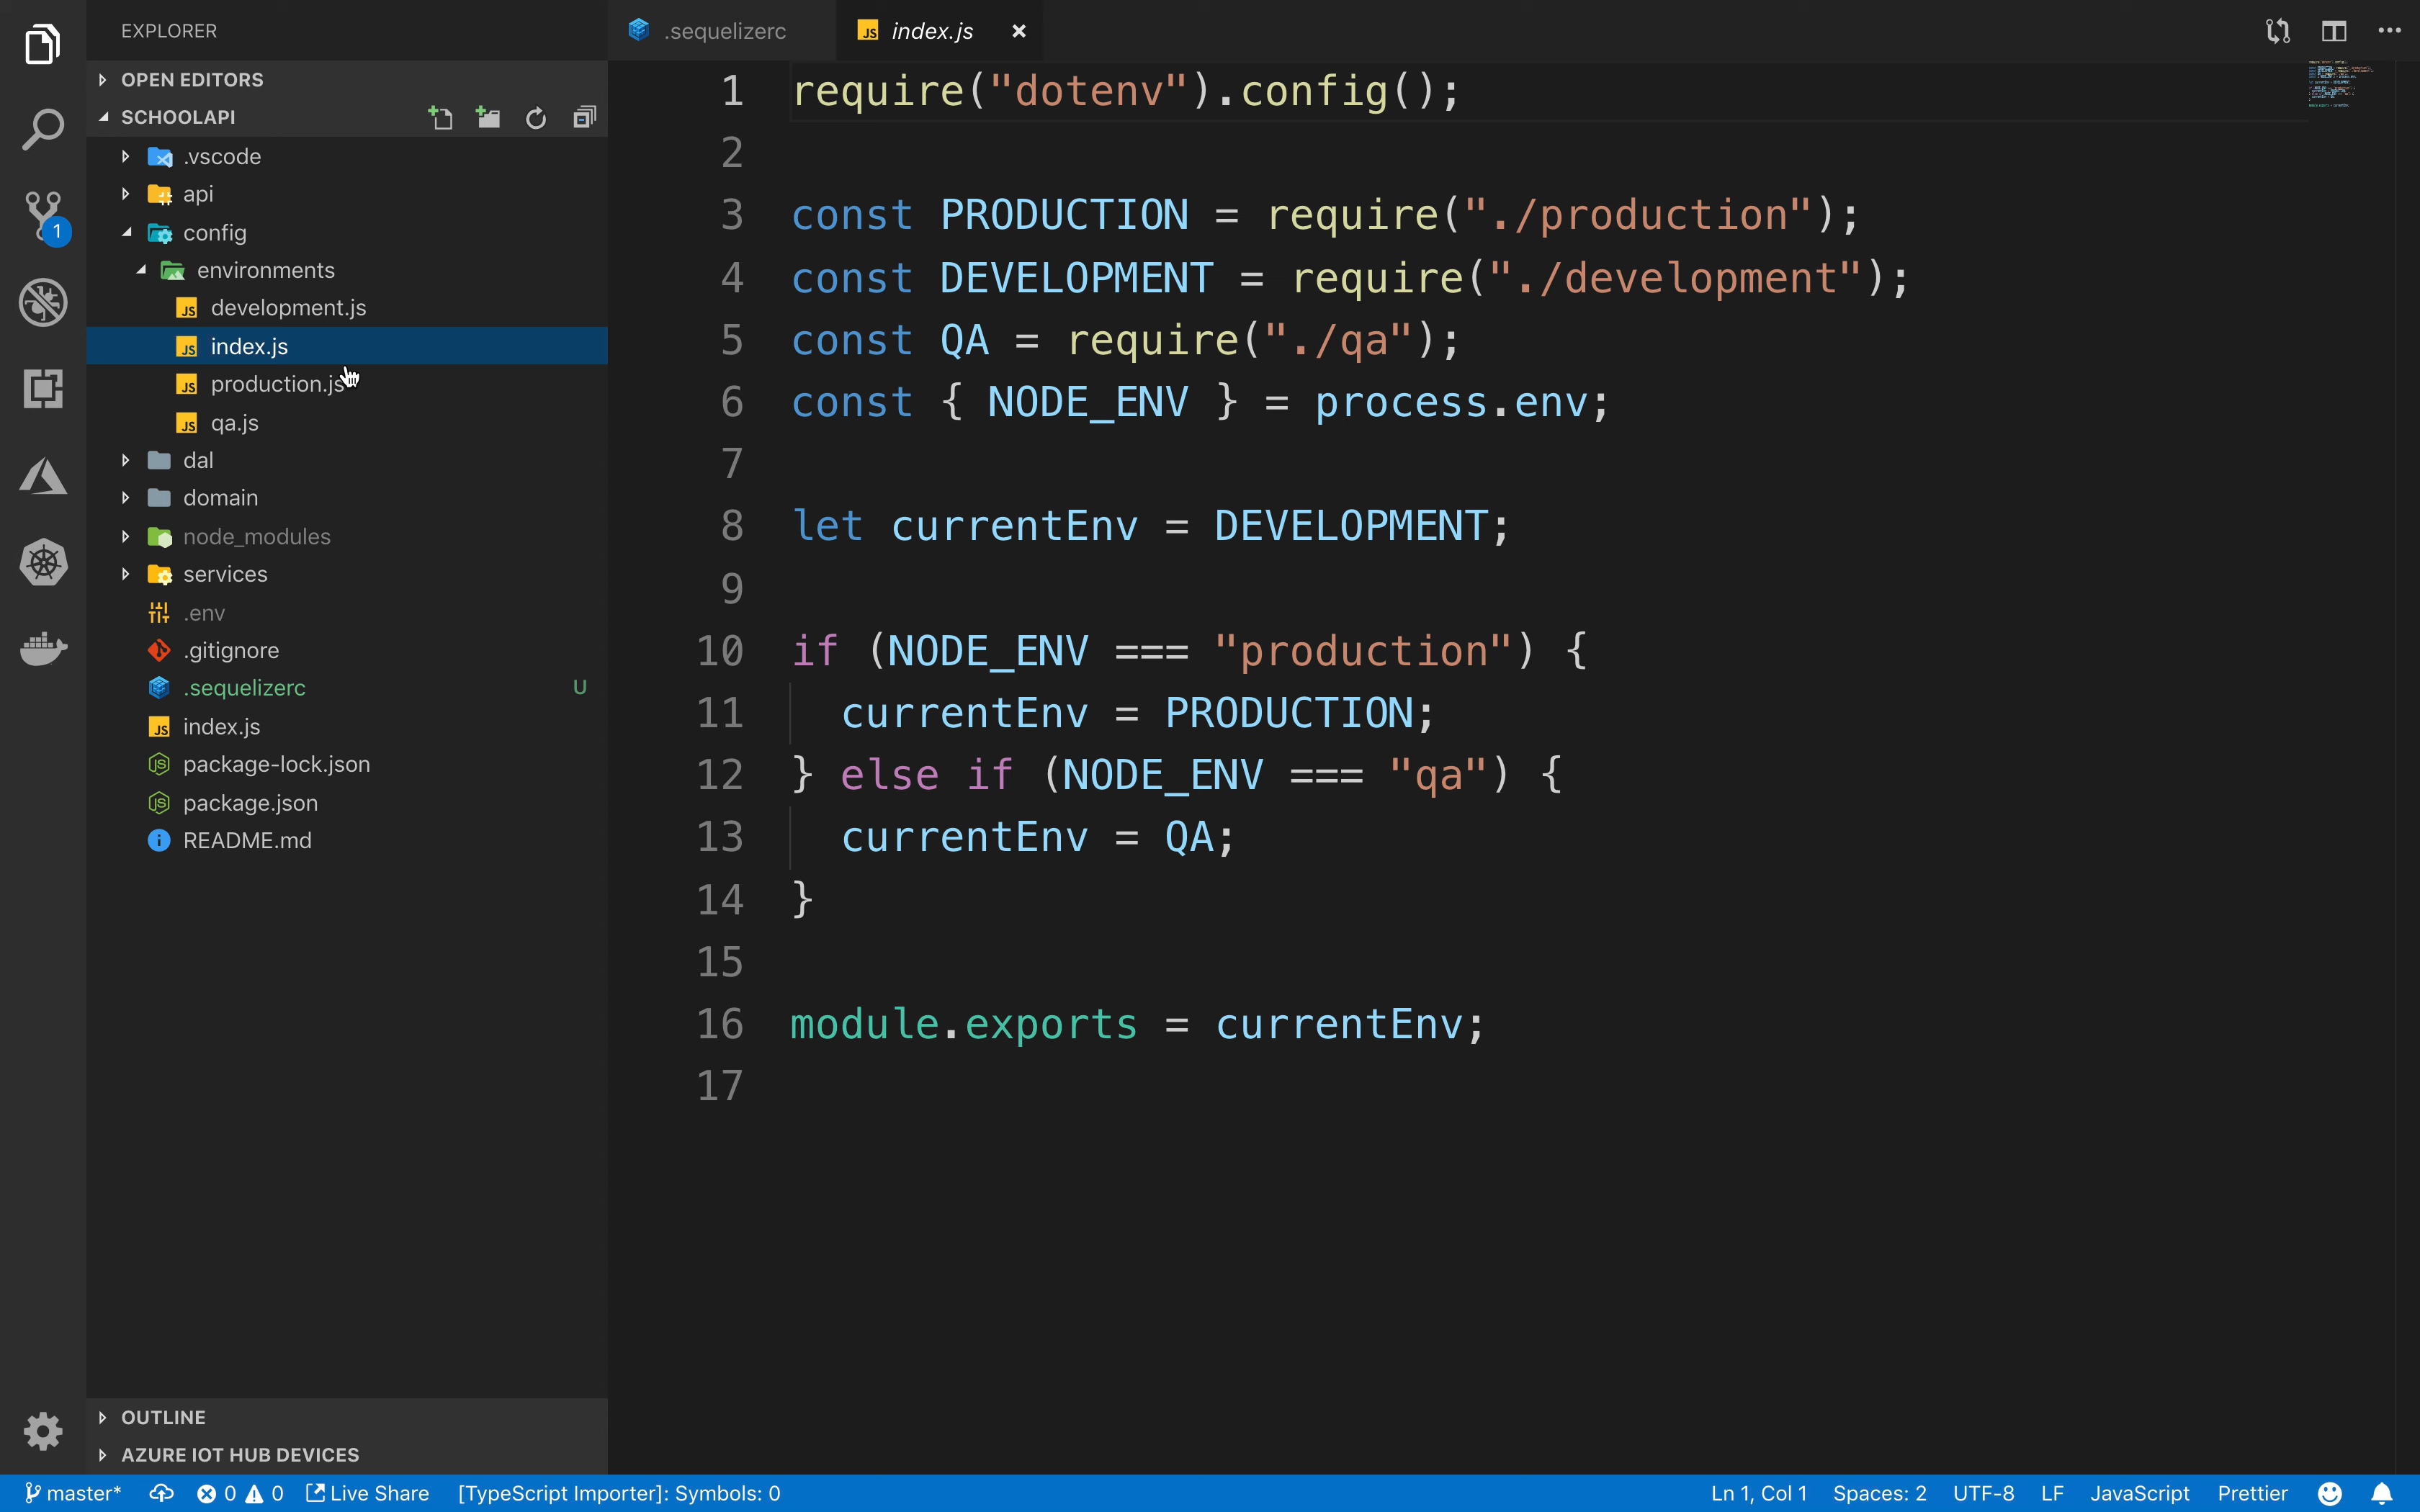 EXPLORER
OPEN EDITORS
SCHOOLAPI
.vscode
api
config
environments
development.js
index.js
production.js
qa.js
dal
domain
node_modules
services
.env
.gitignore
.sequelizerc U
index.js
package-lock.json
package.json
README.md
OUTLINE
AZURE IOT HUB DEVICES
1
.sequelizerc
index.js
1 require("dotenv").config();
2
3 const PRODUCTION = require("./production");
4 const DEVELOPMENT = require("./development");
5 const QA = require("./qa");
6 const { NODE_ENV } = process.env;
7
8 let currentEnv = DEVELOPMENT;
9
10 if (NODE_ENV === "production") {
11 currentEnv = PRODUCTION;
12 } else if (NODE_ENV === "qa") {
13 currentEnv = QA;
14 }
15
16 module.exports = currentEnv;
17
master* 0 0 Live Share [TypeScript Importer]: Symbols: 0 Ln 1, Col 1 Spaces: 2 UTF-8 LF JavaScript Prettier